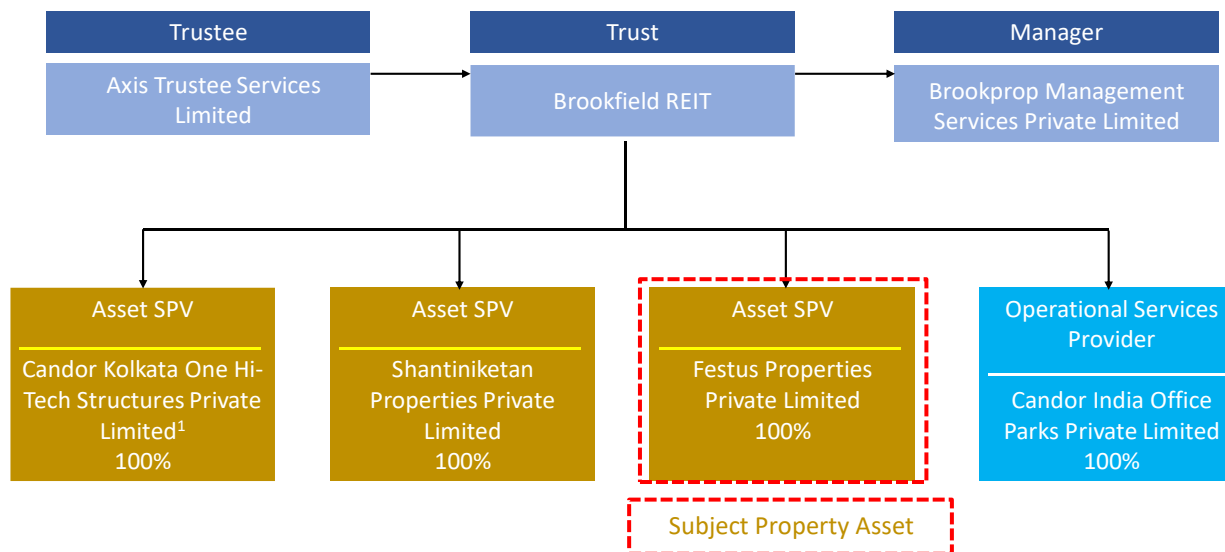 Trustee
Trust
Manager
Axis Trustee Services
Limited
Brookfield REIT
Brookprop Management
Services Private Limited
Asset SPV
Candor Kolkata One Hi-
Tech Structures Private
Limited¹
100%
Asset SPV
Shantiniketan
Properties Private
Limited
100%
Asset SPV
Festus Properties
Private Limited
100%
Operational Services
Provider
Candor India Office
Parks Private Limited
100%
Subject Property Asset